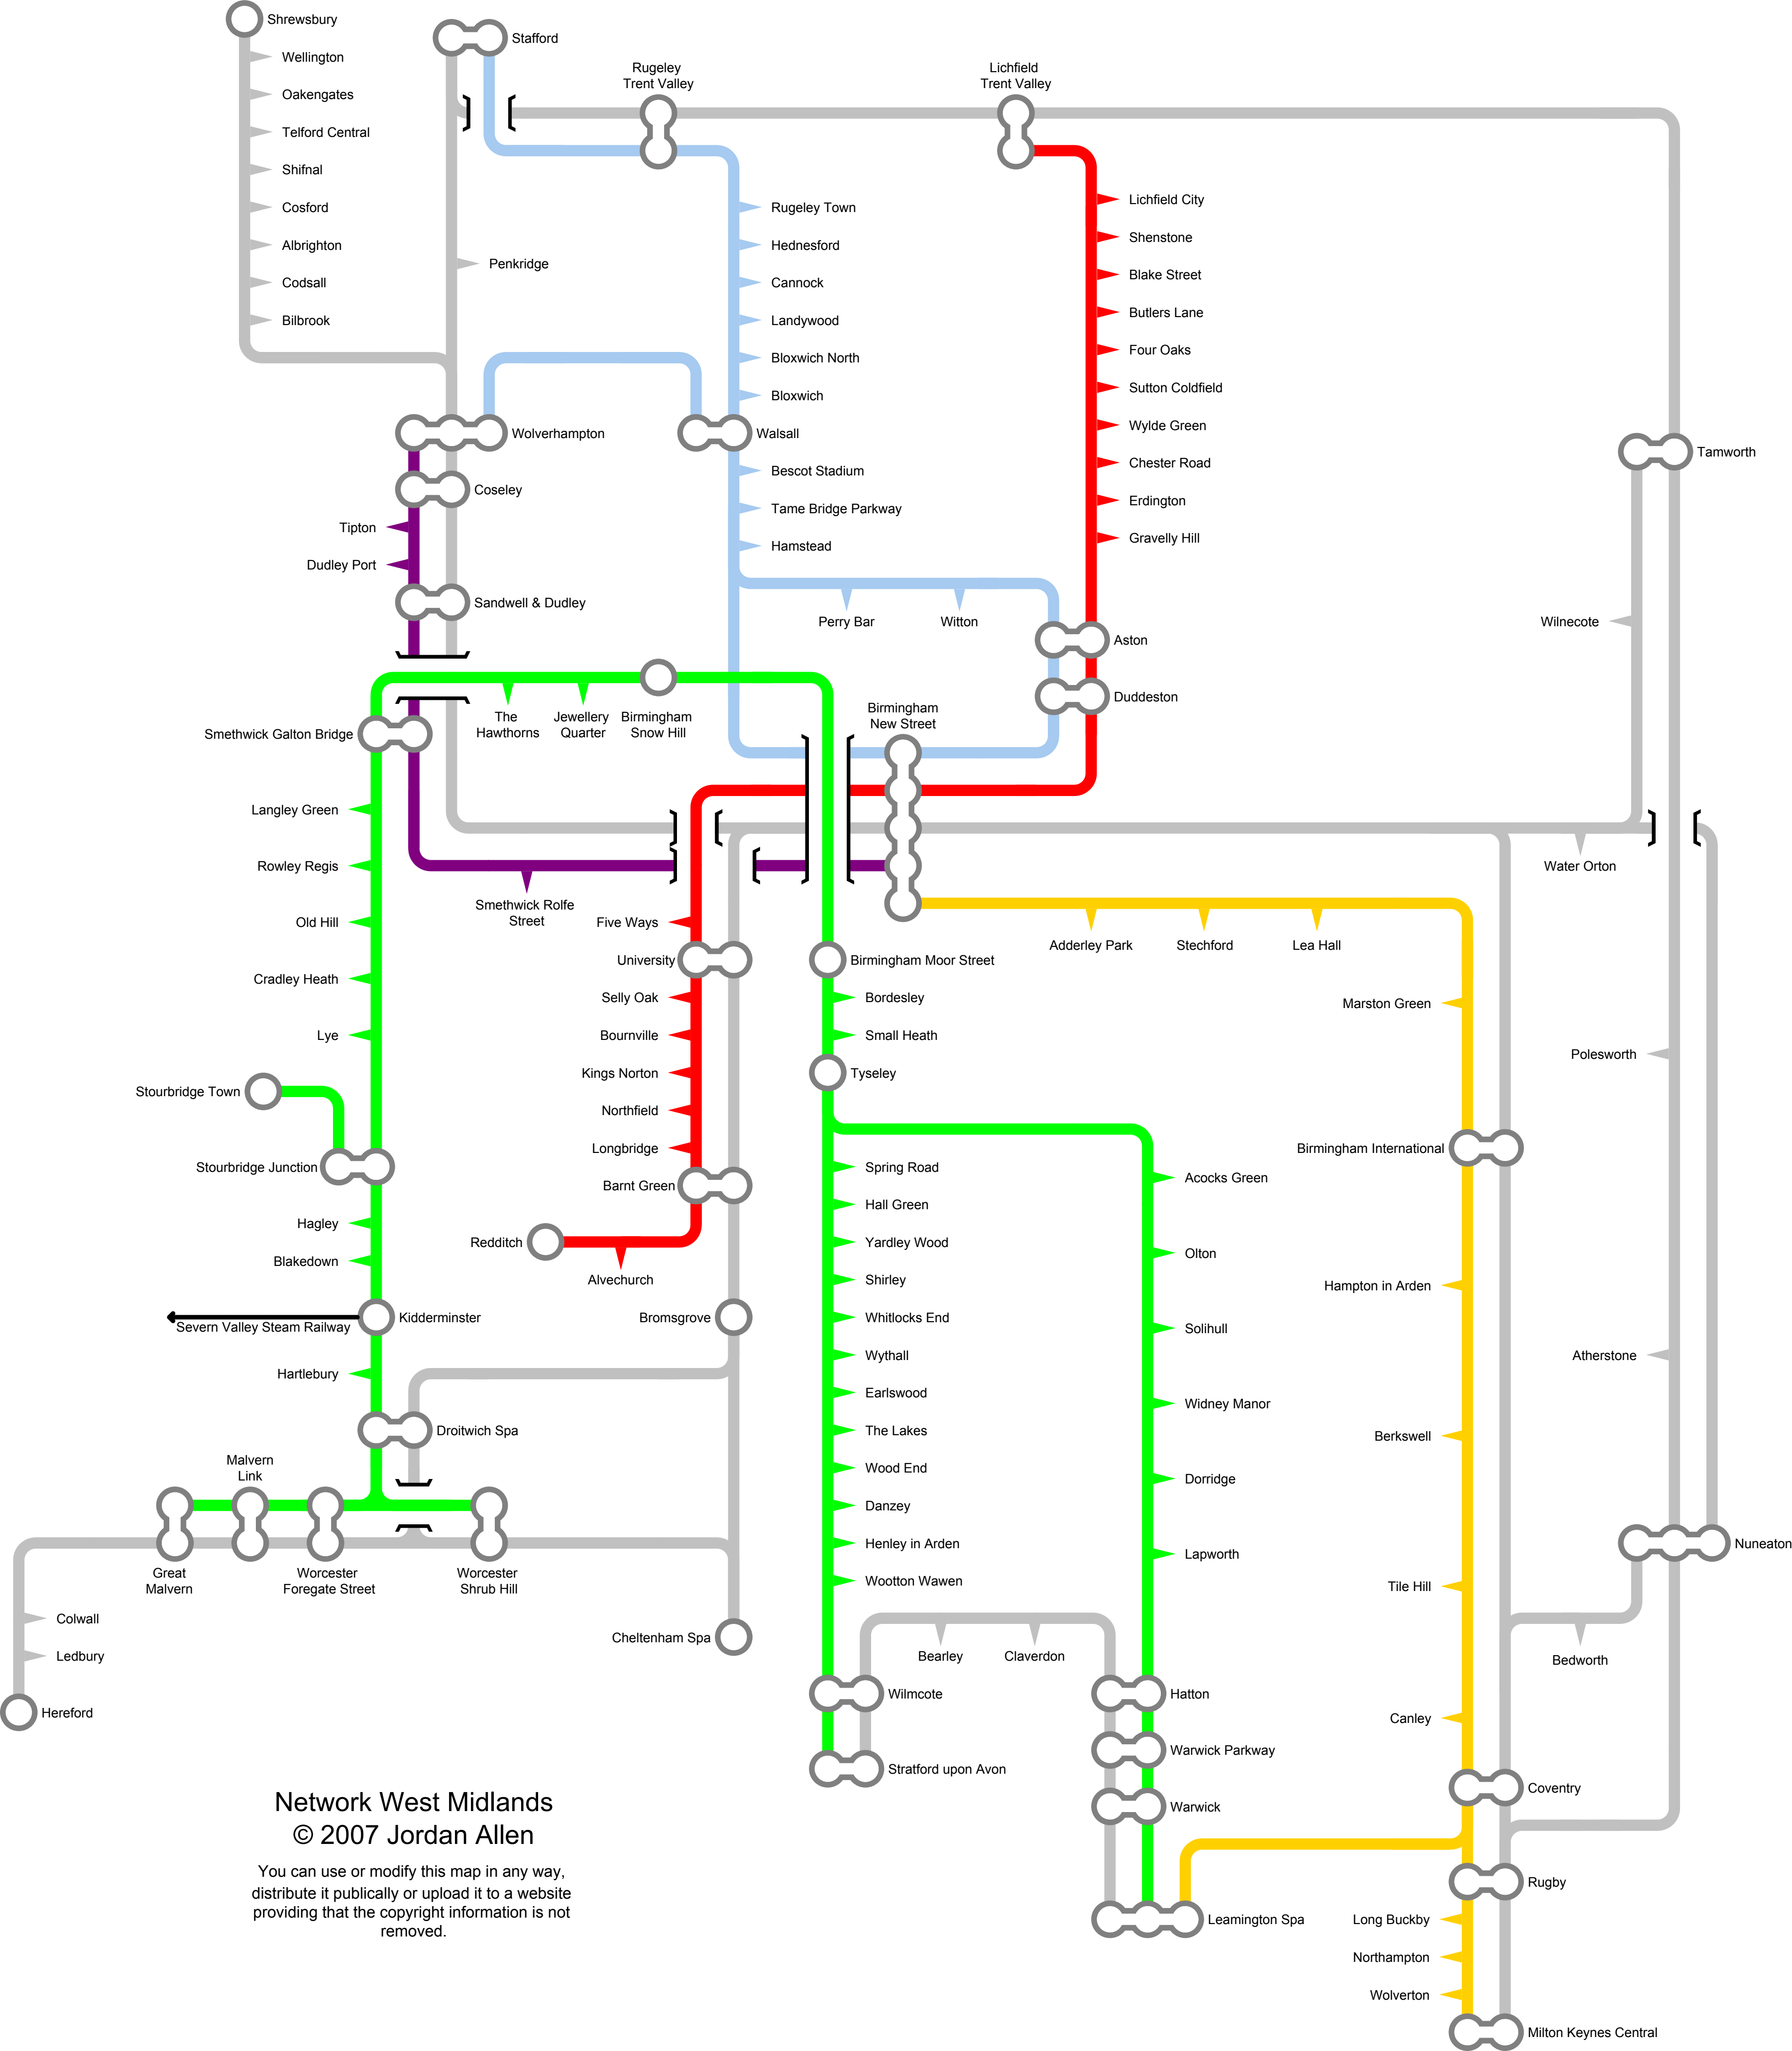 Shrewsbury
Wellington
Oakengates
Telford Central
Shifnal
Cosford
Albrighton
Codsall
Bilbrook
Stafford
Penkridge
Rugeley
Trent Valley
Lichfield
Trent Valley
Rugeley Town
Hednesford
Cannock
Landywood
Bloxwich North
Bloxwich
Walsall
Bescot Stadium
Tame Bridge Parkway
Hamstead
Perry Bar
Witton
Lichfield City
Shenstone
Blake Street
Butlers Lane
Four Oaks
Sutton Coldfield
Wylde Green
Chester Road
Erdington
Gravelly Hill
Aston
Duddeston
Tamworth
Wilnecote
Wolverhampton
Coseley
Tipton
Dudley Port
Sandwell & Dudley
The
Hawthorns
Jewellery
Quarter
Birmingham
Snow Hill
Birmingham
New Street
Smethwick Galton Bridge
Langley Green
Rowley Regis
Old Hill
Cradley Heath
Lye
Stourbridge Town
Stourbridge Junction
Hagley
Blakedown
Kidderminster
Severn Valley Steam Railway
Hartlebury
Droitwich Spa
Smethwick Rolfe
Street
Five Ways
University
Selly Oak
Bournville
Kings Norton
Northfield
Longbridge
Barnt Green
Redditch
Alvechurch
Bromsgrove
Malvern
Link
Great
Malvern
Worcester
Foregate Street
Worcester
Shrub Hill
Colwall
Ledbury
Hereford
Cheltenham Spa
Birmingham Moor Street
Bordesley
Small Heath
Tyseley
Spring Road
Hall Green
Yardley Wood
Shirley
Whitlocks End
Wythall
Earlswood
The Lakes
Wood End
Danzey
Henley in Arden
Wootton Wawen
Wilmcote
Stratford upon Avon
Bearley
Claverdon
Acocks Green
Olton
Solihull
Widney Manor
Dorridge
Lapworth
Hatton
Warwick Parkway
Warwick
Leamington Spa
Adderley Park
Stechford
Lea Hall
Marston Green
Birmingham International
Hampton in Arden
Berkswell
Tile Hill
Canley
Coventry
Rugby
Long Buckby
Northampton
Wolverton
Milton Keynes Central
Water Orton
Polesworth
Atherstone
Nuneaton
Bedworth
Network West Midlands
© 2007 Jordan Allen
You can use or modify this map in any way,
distribute it publically or upload it to a website
providing that the copyright information is not
removed.